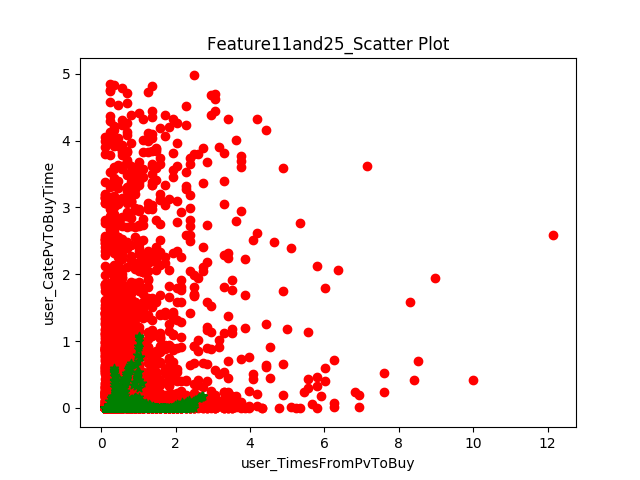 Feature11and25_Scatter Plot
user_CatePvToBuyTime
5
4
3
2
1
0
0 2 4 6 8 10 12
user_TimesFromPvToBuy